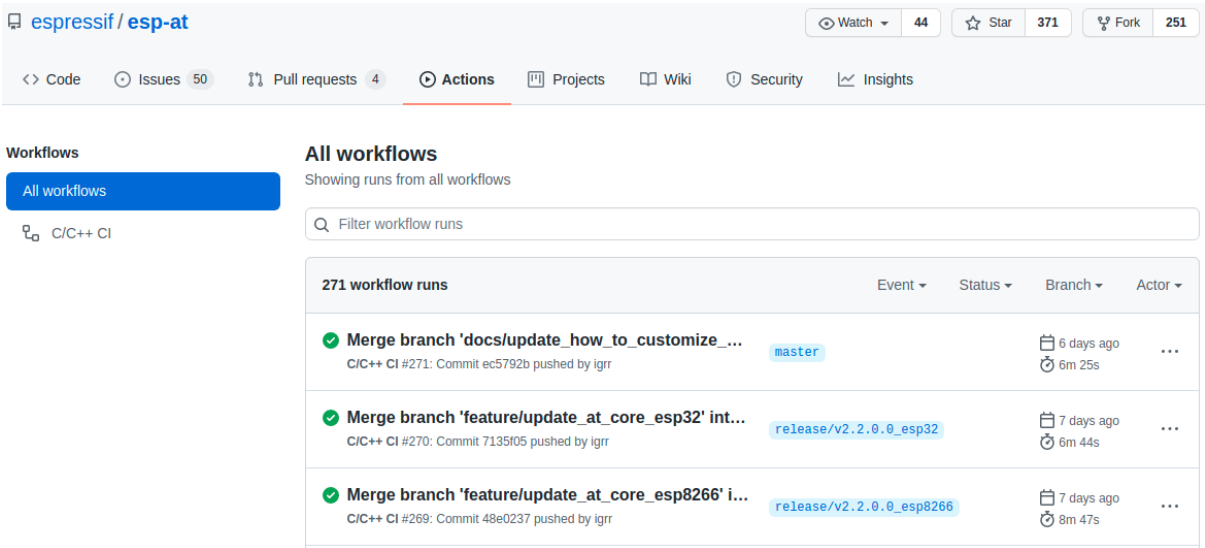 espressif / esp-at
Watch 44 Star 371 Fork 251
Code Issues 50 Pull requests 4 Actions Projects Wiki Security Insights
Workflows
All workflows
C/C++ CI
All workflows
Showing runs from all workflows
Filter workflow runs
271 workflow runs Event Status Branch Actor
Merge branch 'docs/update_how_to_customize_...
C/C++ CI #271: Commit ec5792b pushed by igrr
master
6 days ago
6m 25s
Merge branch 'feature/update_at_core_esp32' int...
C/C++ CI #270: Commit 7135f05 pushed by igrr
release/v2.2.0.0_esp32
7 days ago
6m 44s
Merge branch 'feature/update_at_core_esp8266' i...
C/C++ CI #269: Commit 48e0237 pushed by igrr
release/v2.2.0.0_esp8266
7 days ago
8m 47s